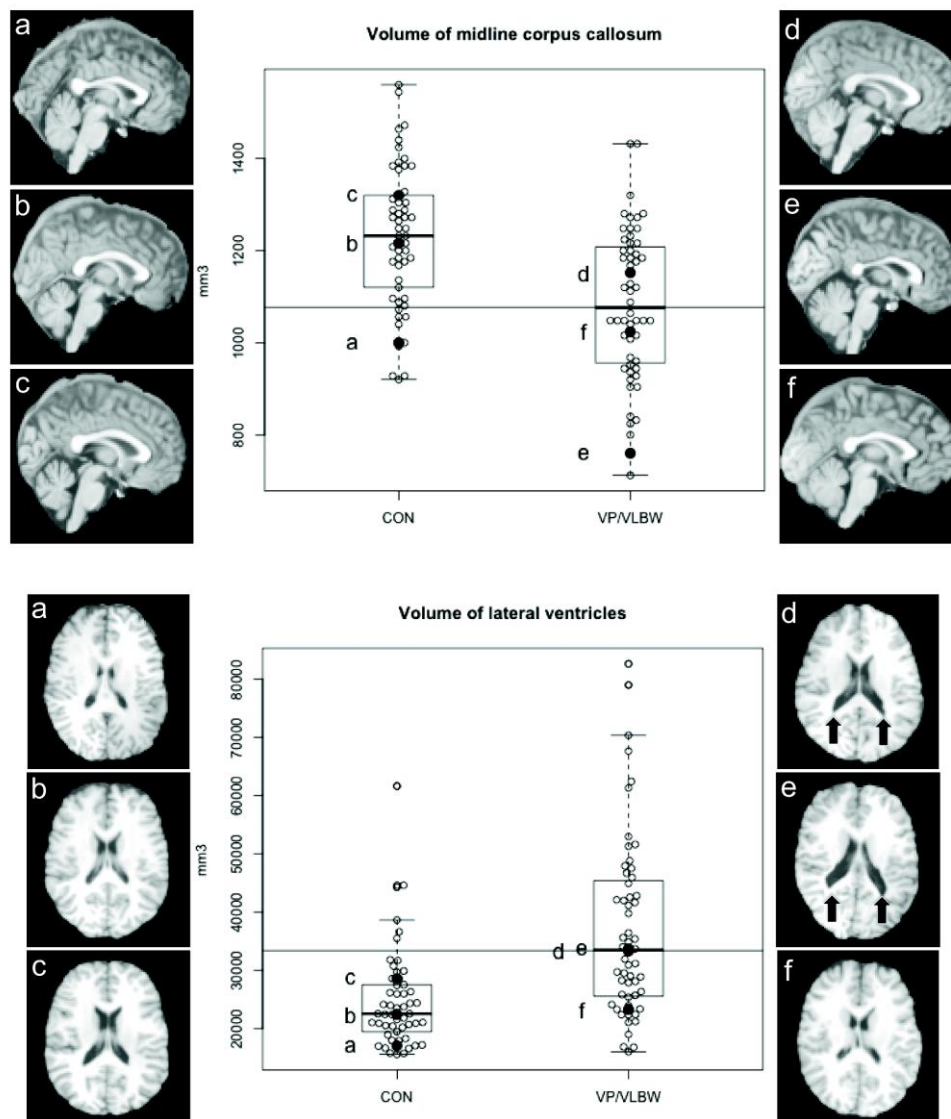 a
d
Volume of midline corpus callosum
1400
1200
1000
800
mm3
c
b
a
d
f
e
b
e
c
f
CON
VP/VLBW
a
d
Volume of lateral ventricles
80000
70000
60000
50000
40000
30000
20000
mm3
b
e
c
b
a
d e
f
c
f
CON
VP/VLBW